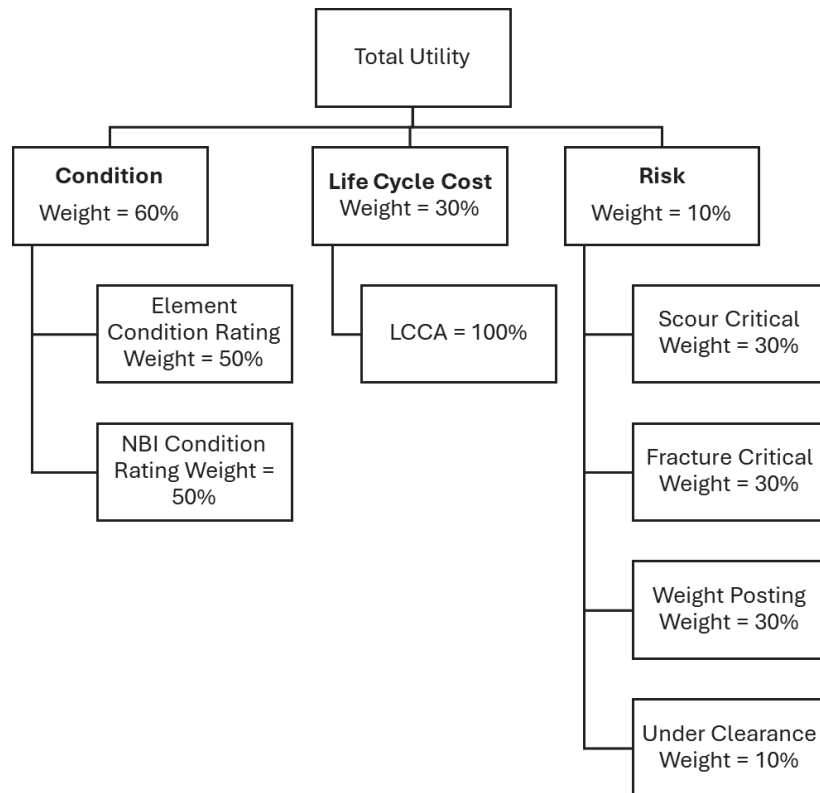 Total Utility
Condition
Weight = 60%
Life Cycle Cost
Weight = 30%
Risk
Weight = 10%
Element
Condition Rating
Weight = 50%
NBI Condition
Rating Weight =
50%
LCCA = 100%
Scour Critical
Weight = 30%
Fracture Critical
Weight = 30%
Weight Posting
Weight = 30%
Under Clearance
Weight = 10%